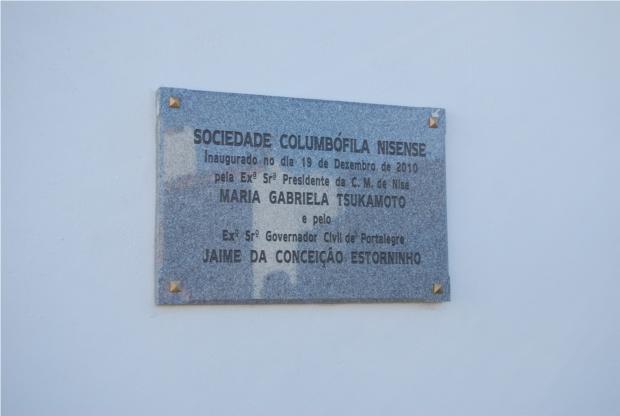 SOCIEDADE COLUMBÓFILA NISENSE
Inaugurado no dia 19 de Dezembro de 2010
pela Exª Srª Presidente da C. M. de Nisa
MARIA GABRIELA TSUKAMOTO
e pelo
Exº Srº Governador Civil de Portalegre
JAIME DA CONCEIÇÃO ESTORNINHO